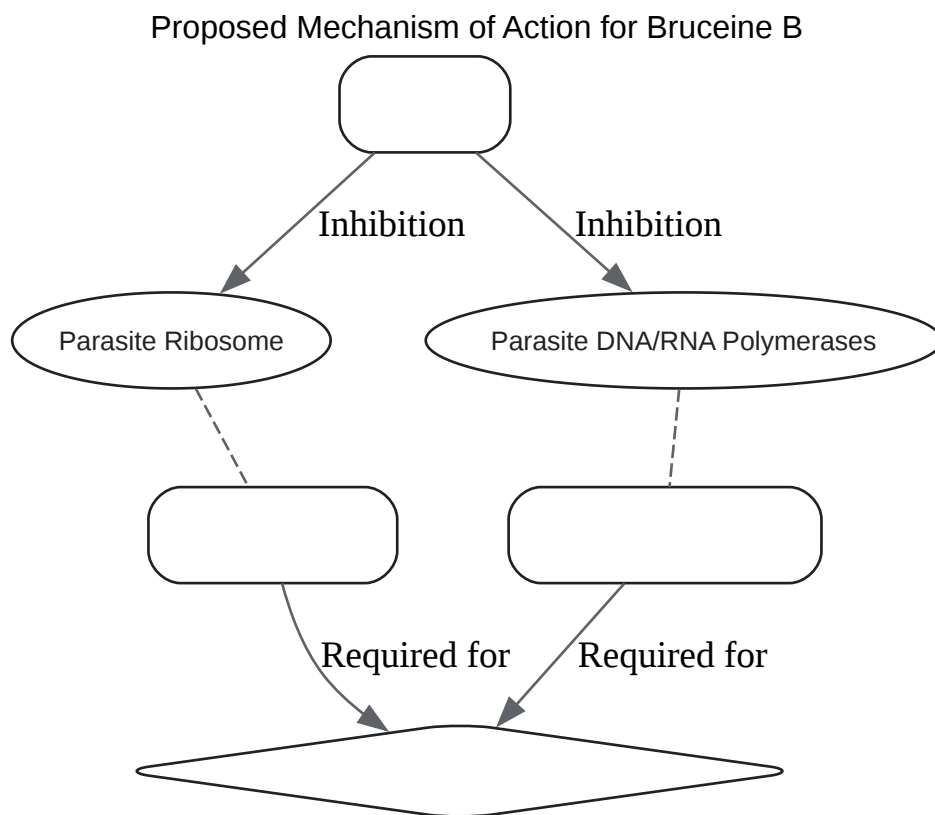 Proposed Mechanism of Action for Bruceine B
Inhibition
Inhibition
Parasite Ribosome
Parasite DNA/RNA Polymerases
Required for
Required for